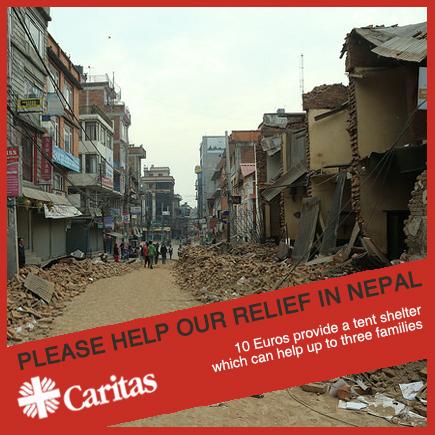 PLEASE HELP OUR RELIEF IN NEPAL
10 Euros provide a tent shelter
which can help up to three families
Caritas